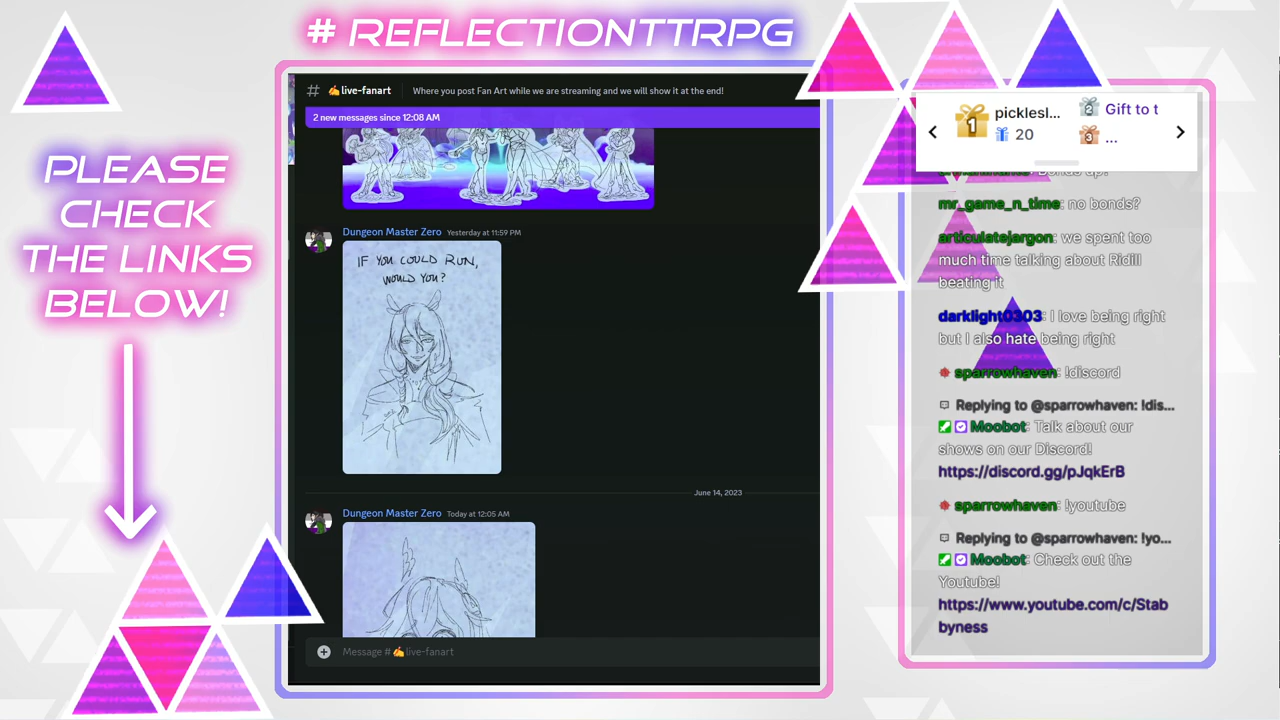 # REFLECTIONTTRPG
PLEASE
CHECK
THE LINKS
BELOW!
# ✍live-fanart
Where you post Fan Art while we are streaming and we will show it at the end!
2 new messages since 12:08 AM
Dungeon Master Zero Yesterday at 11:59 PM
IF YOU COULD RUN,
WOULD YOU?
June 14, 2023
Dungeon Master Zero Today at 12:05 AM
Message #✍live-fanart
1 picklesl...
20
2 Gift to t
3 ...
mr_game_n_time: no bonds?
articulatejargon: we spent too
much time talking about Ridill
beating it
darklight0303: I love being right
but I also hate being right
sparrowhaven: !discord
Replying to @sparrowhaven: !dis...
Moobot: Talk about our
shows on our Discord!
https://discord.gg/pJqkErB
sparrowhaven: !youtube
Replying to @sparrowhaven: !yo...
Moobot: Check out the
Youtube!
https://www.youtube.com/c/Stab
byness